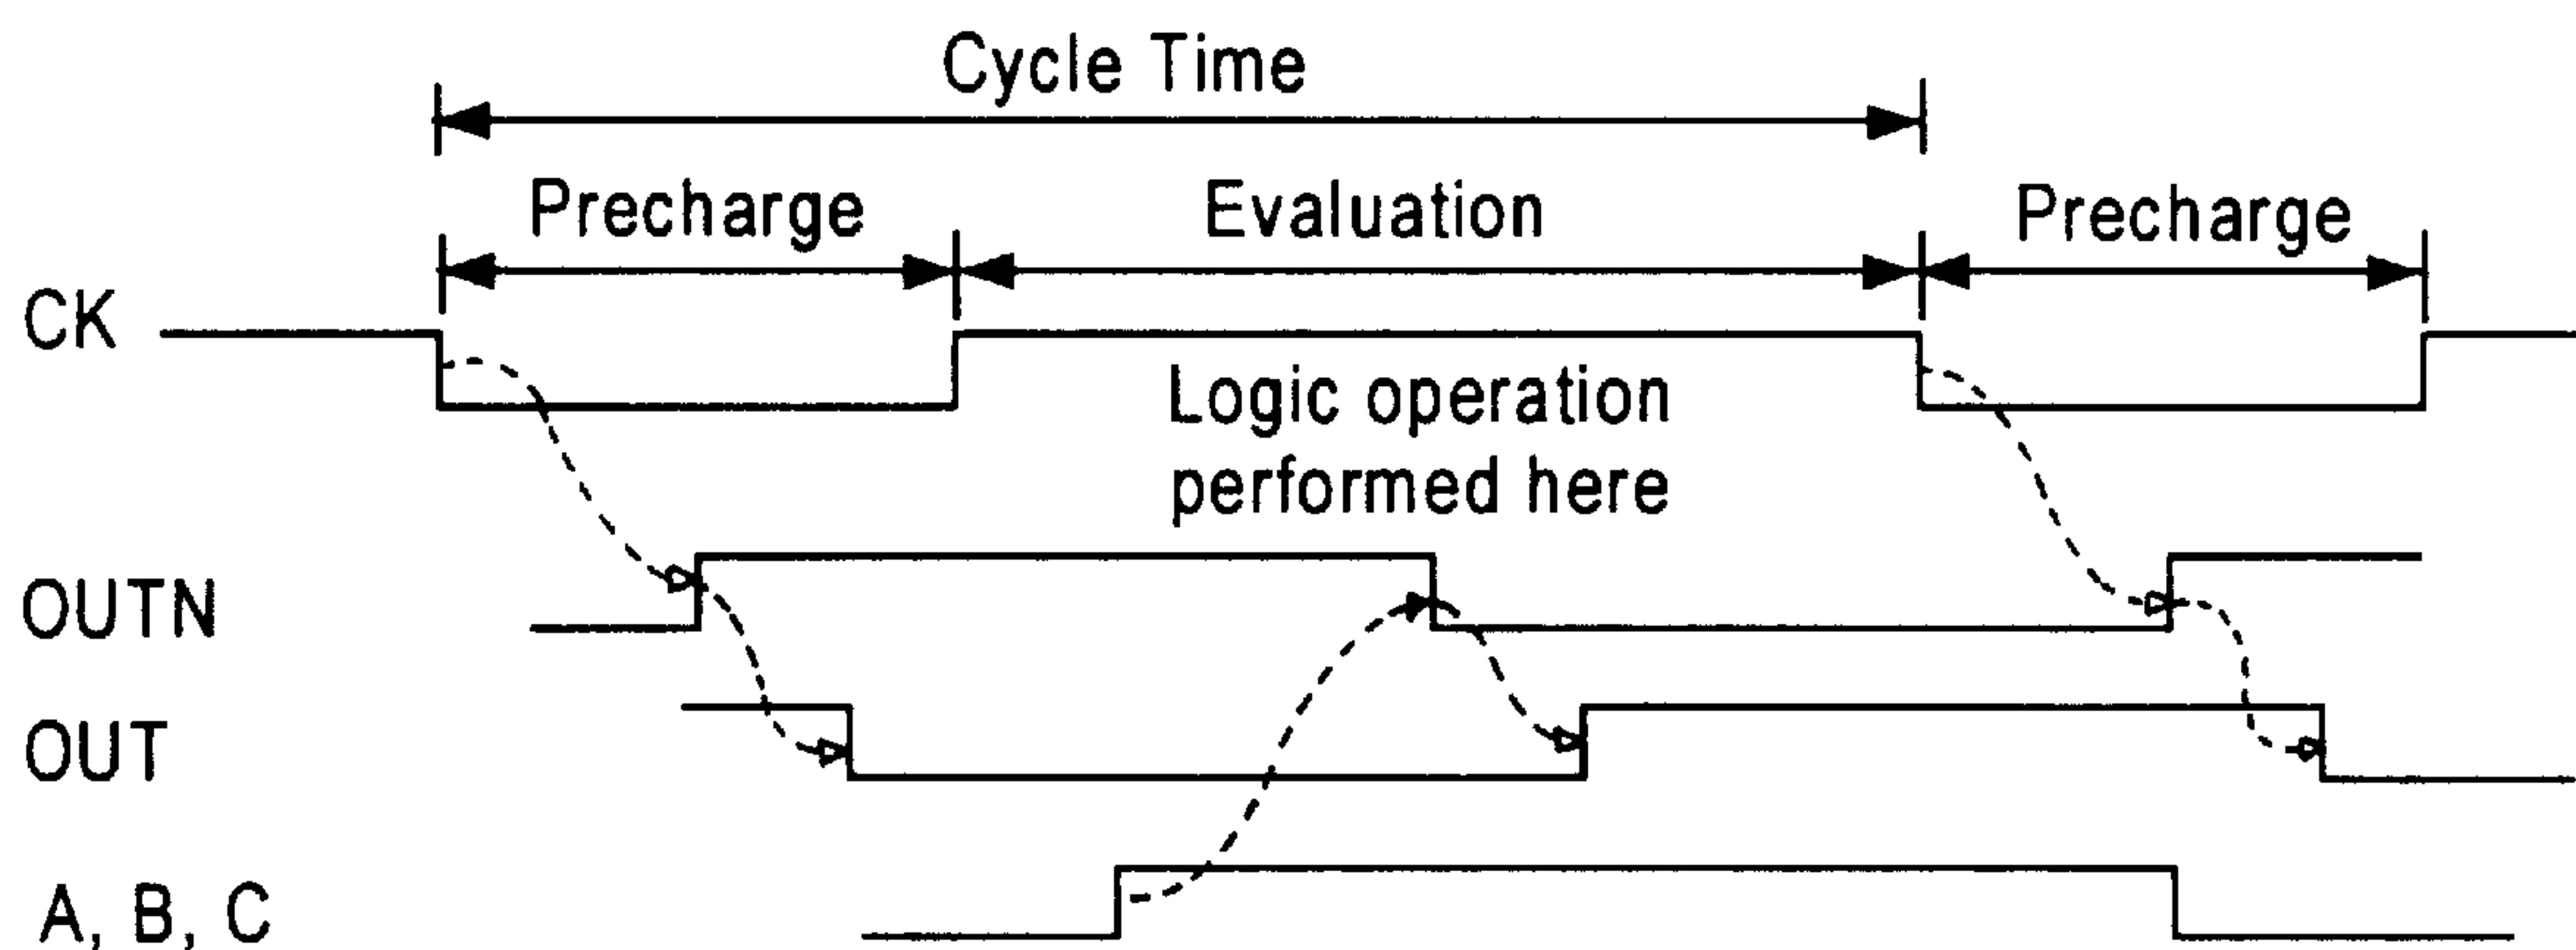 Cycle Time
Precharge Evaluation Precharge
CK
Logic operation
performed here
OUTN
OUT
A, B, C